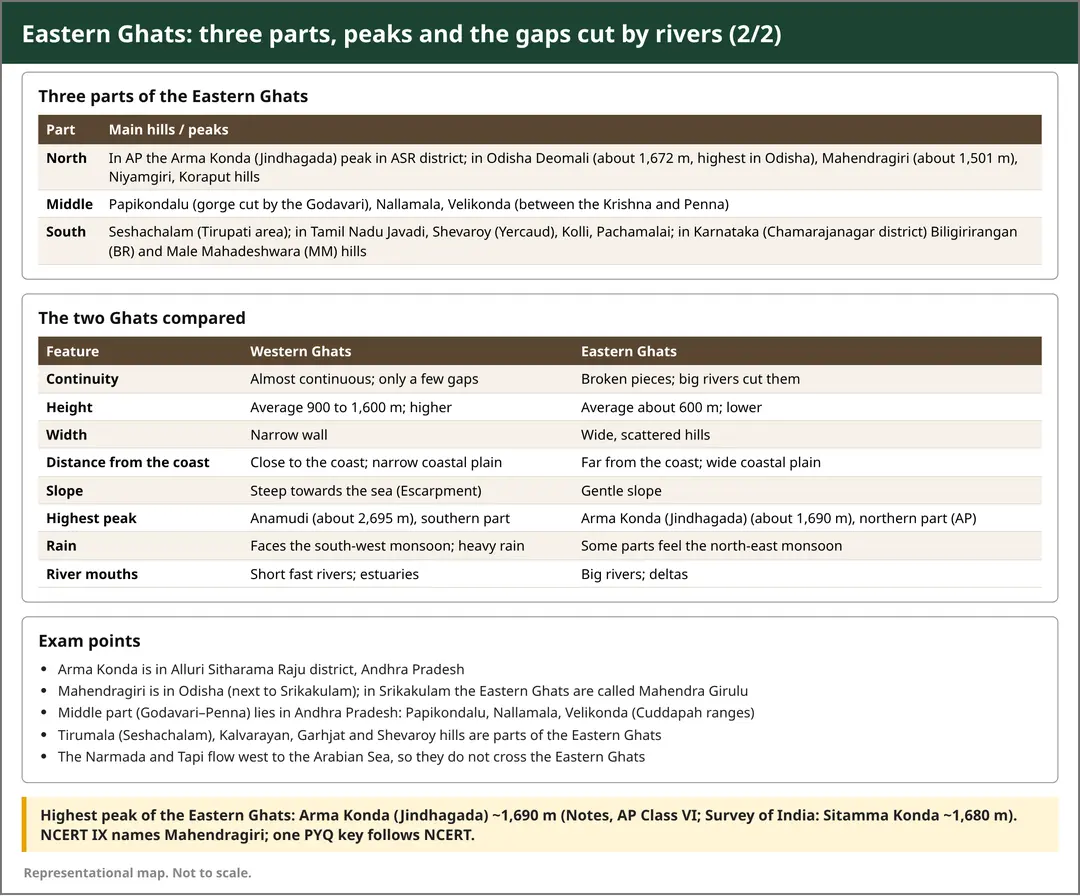 Eastern Ghats: three parts, peaks and the gaps cut by rivers (2/2)
Three parts of the Eastern Ghats
Part Main hills / peaks
North In AP the Arma Konda (Jindhagada) peak in ASR district; in Odisha Deomali (about 1,672 m, highest in Odisha), Mahendragiri (about 1,501 m),
Niyamgiri, Koraput hills
Middle Papikondalu (gorge cut by the Godavari), Nallamala, Velikonda (between the Krishna and Penna)
South Seshachalam (Tirupati area); in Tamil Nadu Javadi, Shevaroy (Yercaud), Kolli, Pachamalai; in Karnataka (Chamarajanagar district) Biligirirangan
(BR) and Male Mahadeshwara (MM) hills
The two Ghats compared
Feature Western Ghats Eastern Ghats
Continuity Almost continuous; only a few gaps Broken pieces; big rivers cut them
Height Average 900 to 1,600 m; higher Average about 600 m; lower
Width Narrow wall Wide, scattered hills
Distance from the coast Close to the coast; narrow coastal plain Far from the coast; wide coastal plain
Slope Steep towards the sea (Escarpment) Gentle slope
Highest peak Anamudi (about 2,695 m), southern part Arma Konda (Jindhagada) (about 1,690 m), northern part (AP)
Rain Faces the south-west monsoon; heavy rain Some parts feel the north-east monsoon
River mouths Short fast rivers; estuaries Big rivers; deltas
Exam points
• Arma Konda is in Alluri Sitharama Raju district, Andhra Pradesh
• Mahendragiri is in Odisha (next to Srikakulam); in Srikakulam the Eastern Ghats are called Mahendra Girulu
• Middle part (Godavari–Penna) lies in Andhra Pradesh: Papikondalu, Nallamala, Velikonda (Cuddapah ranges)
• Tirumala (Seshachalam), Kalvarayan, Garhjat and Shevaroy hills are parts of the Eastern Ghats
• The Narmada and Tapi flow west to the Arabian Sea, so they do not cross the Eastern Ghats
Highest peak of the Eastern Ghats: Arma Konda (Jindhagada) ~1,690 m (Notes, AP Class VI; Survey of India: Sitamma Konda ~1,680 m).
NCERT IX names Mahendragiri; one PYQ key follows NCERT.
Representational map. Not to scale.